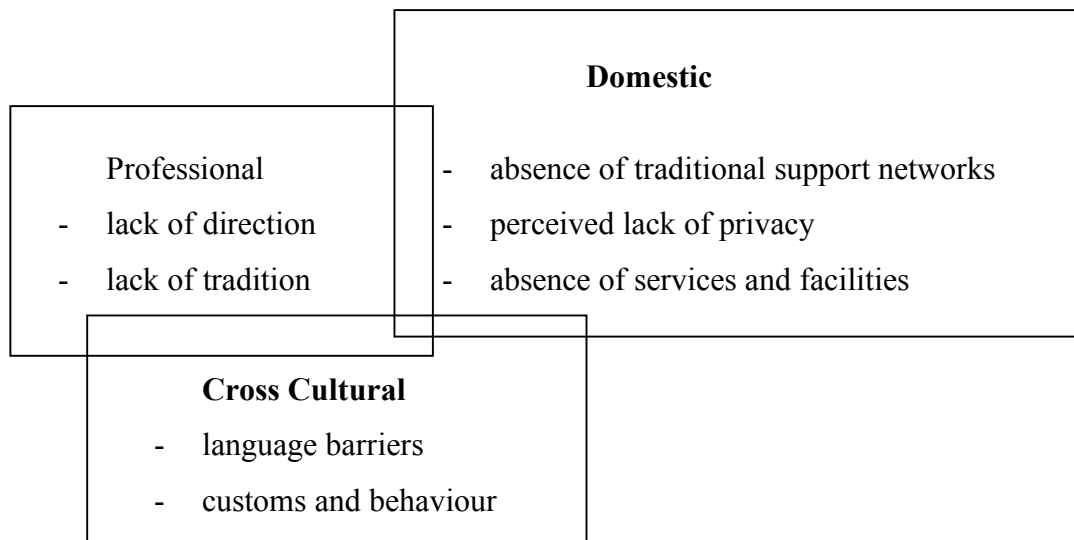 Domestic
Professional
- lack of direction
- lack of tradition
- absence of traditional support networks
- perceived lack of privacy
- absence of services and facilities
Cross Cultural
- language barriers
- customs and behaviour